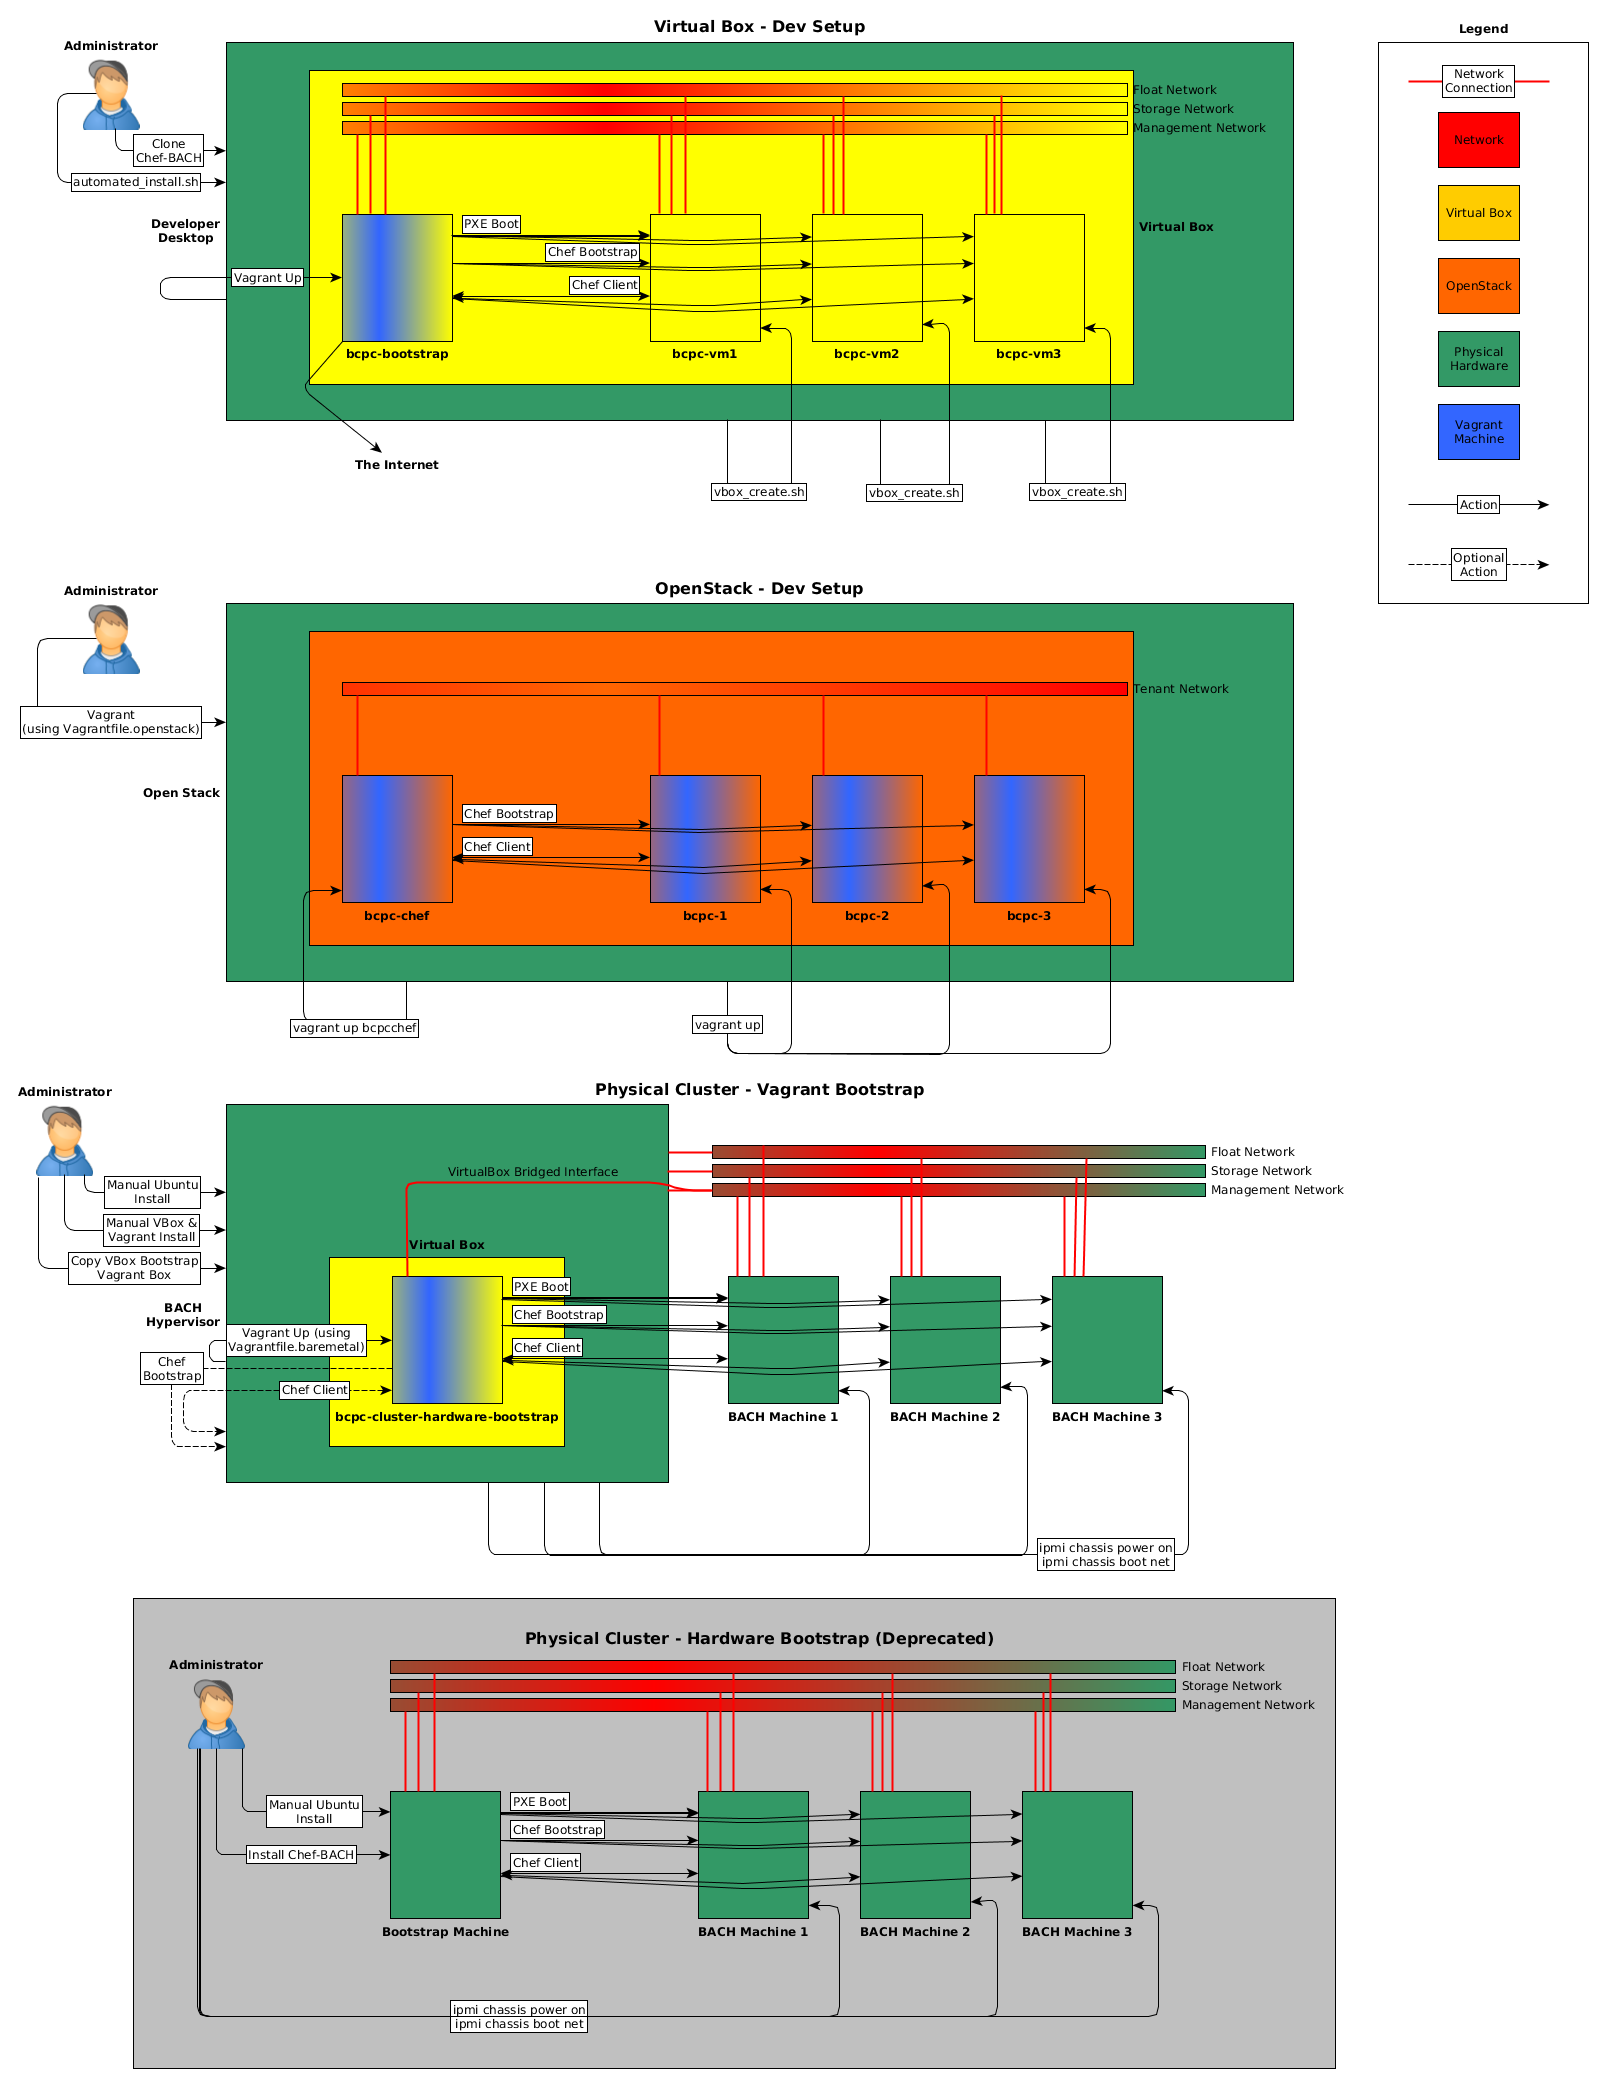 Virtual Box - Dev Setup
Administrator
Clone
Chef-BACH
automated_install.sh
Developer
Desktop
Vagrant Up
Float Network
Storage Network
Management Network
PXE Boot
Chef Bootstrap
Chef Client
Virtual Box
bcpc-bootstrap
bcpc-vm1
bcpc-vm2
bcpc-vm3
The Internet
vbox_create.sh
vbox_create.sh
vbox_create.sh
Legend
Network
Connection
Network
Virtual Box
OpenStack
Physical
Hardware
Vagrant
Machine
Action
Optional
Action
OpenStack - Dev Setup
Administrator
Vagrant
(using Vagrantfile.openstack)
Open Stack
Tenant Network
Chef Bootstrap
Chef Client
bcpc-chef
bcpc-1
bcpc-2
bcpc-3
vagrant up bcpcchef
vagrant up
Physical Cluster - Vagrant Bootstrap
Administrator
Manual Ubuntu
Install
Manual VBox &
Vagrant Install
Copy VBox Bootstrap
Vagrant Box
BACH
Hypervisor
Vagrant Up (using
Vagrantfile.baremetal)
Chef
Bootstrap
Chef Client
VirtualBox Bridged Interface
Virtual Box
Float Network
Storage Network
Management Network
PXE Boot
Chef Bootstrap
Chef Client
bcpc-cluster-hardware-bootstrap
BACH Machine 1
BACH Machine 2
BACH Machine 3
ipmi chassis power on
ipmi chassis boot net
Physical Cluster - Hardware Bootstrap (Deprecated)
Administrator
Float Network
Storage Network
Management Network
Manual Ubuntu
Install
Install Chef-BACH
PXE Boot
Chef Bootstrap
Chef Client
Bootstrap Machine
BACH Machine 1
BACH Machine 2
BACH Machine 3
ipmi chassis power on
ipmi chassis boot net